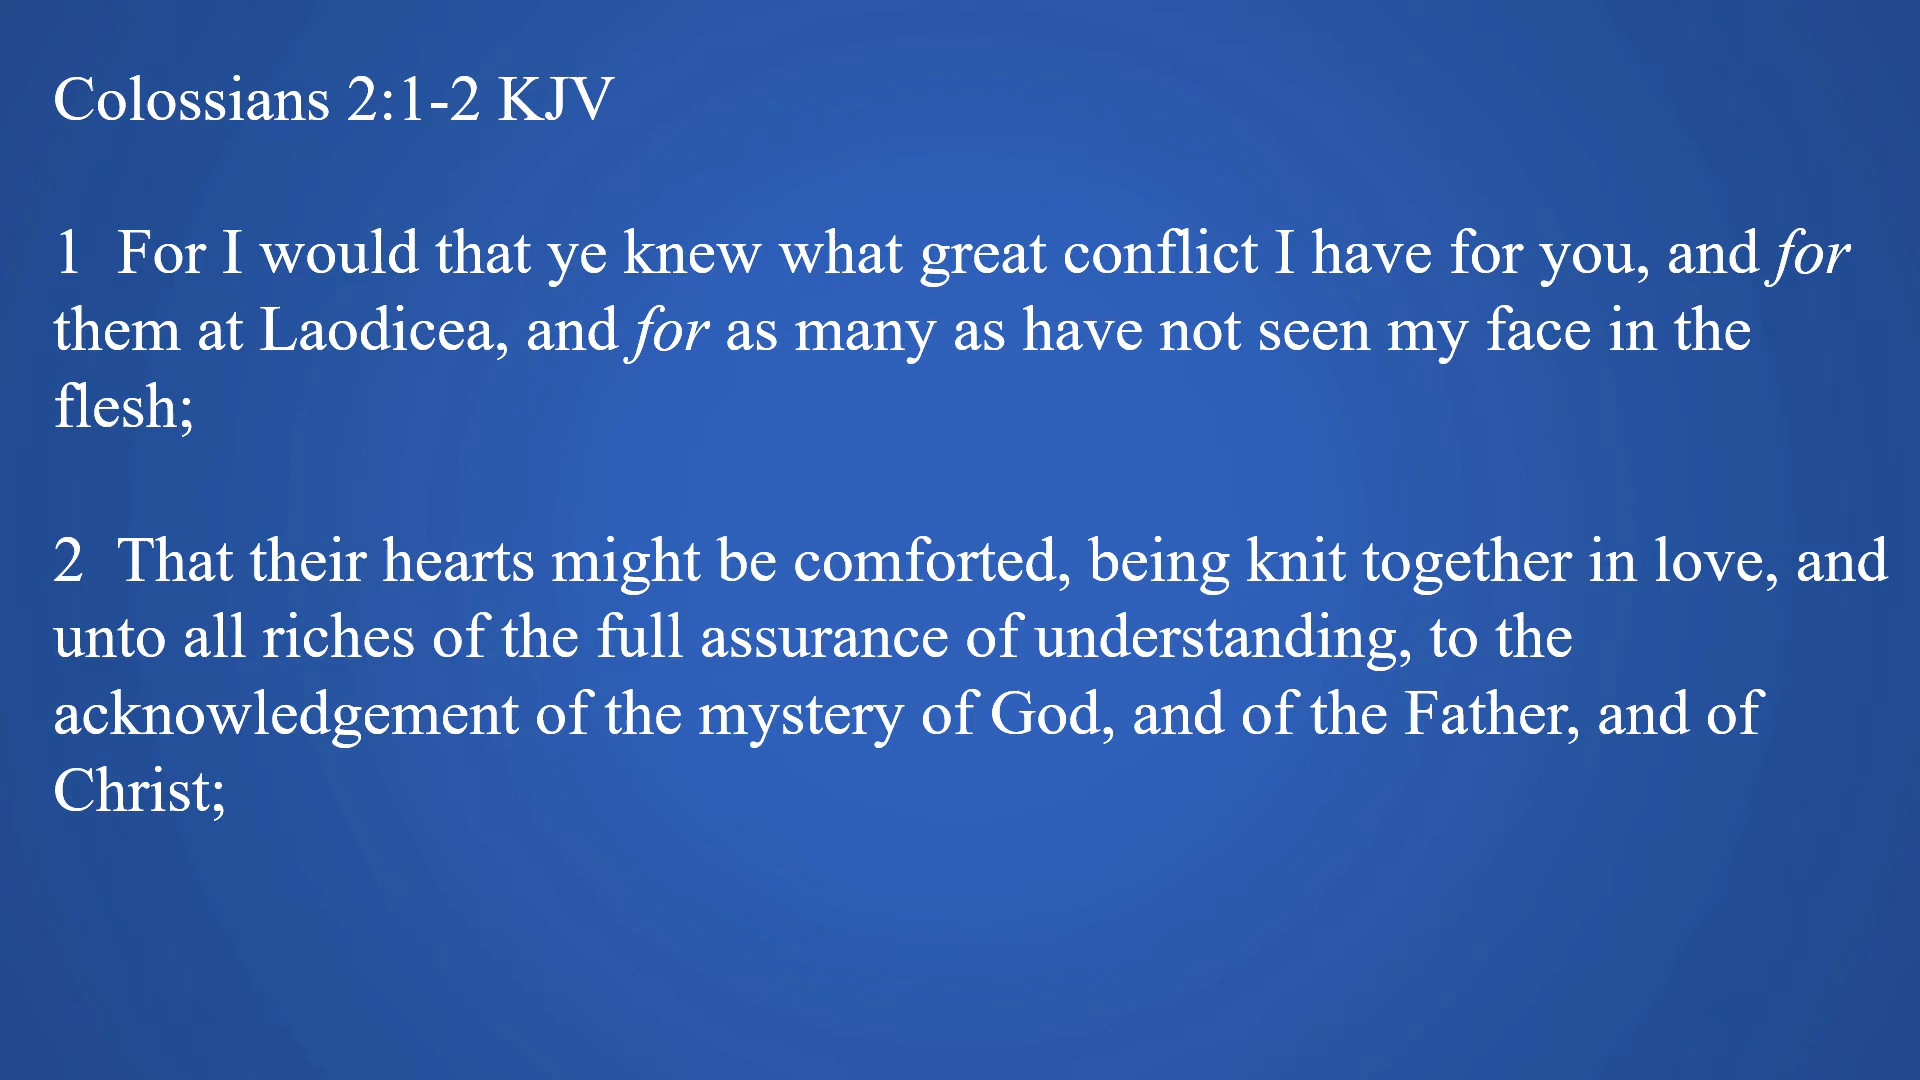 Colossians 2:1-2 KJV
1 For I would that ye knew what great conflict I have for you, and for
them at Laodicea, and for as many as have not seen my face in the
flesh;
2 That their hearts might be comforted, being knit together in love, and
unto all riches of the full assurance of understanding, to the
acknowledgement of the mystery of God, and of the Father, and of
Christ;